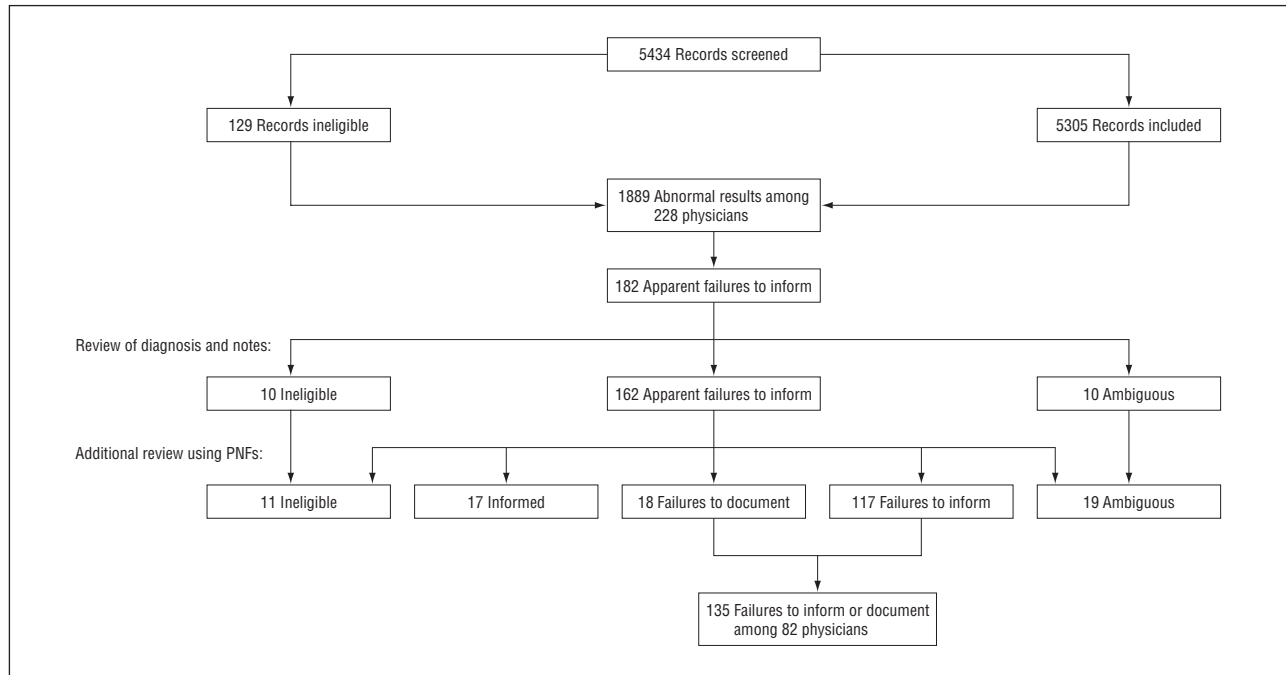 5434 Records screened
129 Records ineligible
5305 Records included
1889 Abnormal results among
228 physicians
182 Apparent failures to inform
Review of diagnosis and notes:
10 Ineligible
162 Apparent failures to inform
10 Ambiguous
Additional review using PNFs:
11 Ineligible
17 Informed
18 Failures to document
117 Failures to inform
19 Ambiguous
135 Failures to inform or document
among 82 physicians